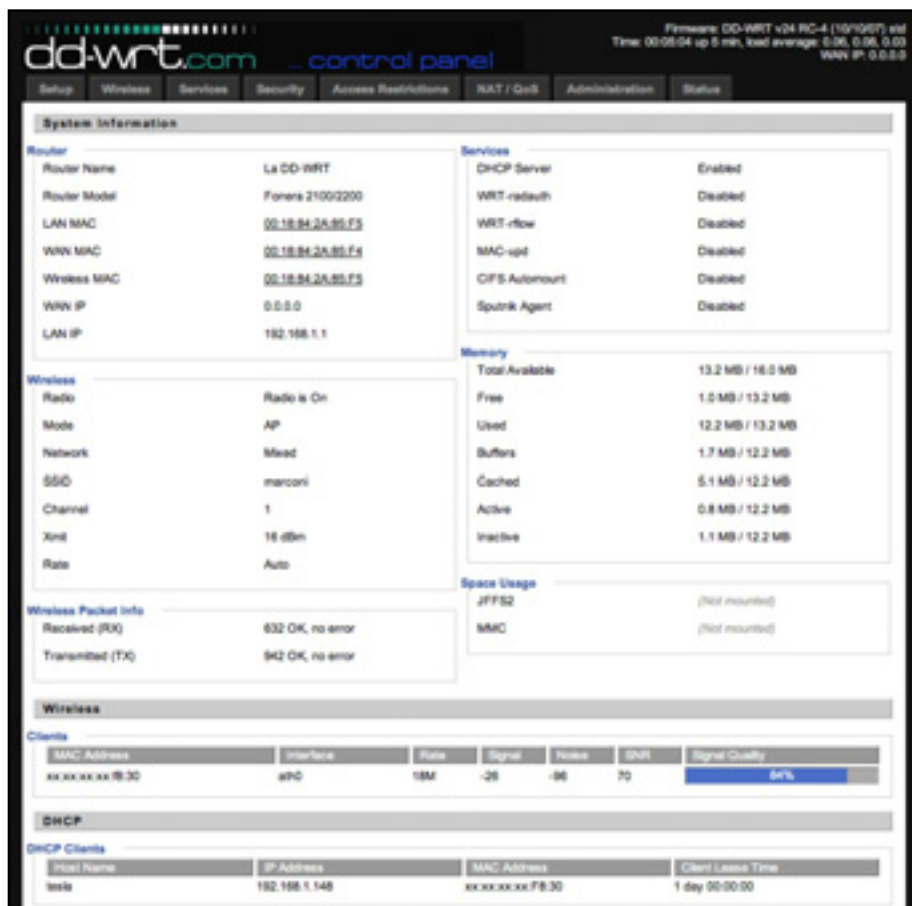 dd-wrt.com ... control panel
Firmware: DD-WRT v24 RC-4 (10/10/07) std
Time: 00:05:04 up 5 min, load average: 0.06, 0.08, 0.03
WAN IP: 0.0.0.0
Setup Wireless Services Security Access Restrictions NAT / QoS Administration Status
System Information
Router
Router Name La DD-WRT
Router Model Fonera 2100/2200
LAN MAC 00:18:84:2A:85:F5
WAN MAC 00:18:84:2A:85:F4
Wireless MAC 00:18:84:2A:85:F5
WAN IP 0.0.0.0
LAN IP 192.168.1.1
Wireless
Radio Radio is On
Mode AP
Network Mixed
SSID marconi
Channel 1
Xmit 16 dBm
Rate Auto
Wireless Packet Info
Received (RX) 632 OK, no error
Transmitted (TX) 942 OK, no error
Services
DHCP Server Enabled
WRT-radauth Disabled
WRT-rflow Disabled
MAC-upd Disabled
CIFS Automount Disabled
Sputnik Agent Disabled
Memory
Total Available 13.2 MB / 16.0 MB
Free 1.0 MB / 13.2 MB
Used 12.2 MB / 13.2 MB
Buffers 1.7 MB / 12.2 MB
Cached 5.1 MB / 12.2 MB
Active 0.8 MB / 12.2 MB
Inactive 1.1 MB / 12.2 MB
Space Usage
JFFS2 (Not mounted)
MMC (Not mounted)
Wireless
Clients
MAC Address Interface Rate Signal Noise SNR Signal Quality
xx:xx:xx:xx:f8:30 ath0 18M -26 -96 70 84%
DHCP
DHCP Clients
Host Name IP Address MAC Address Client Lease Time
tesla 192.168.1.148 xx:xx:xx:xx:F8:30 1 day 00:00:00